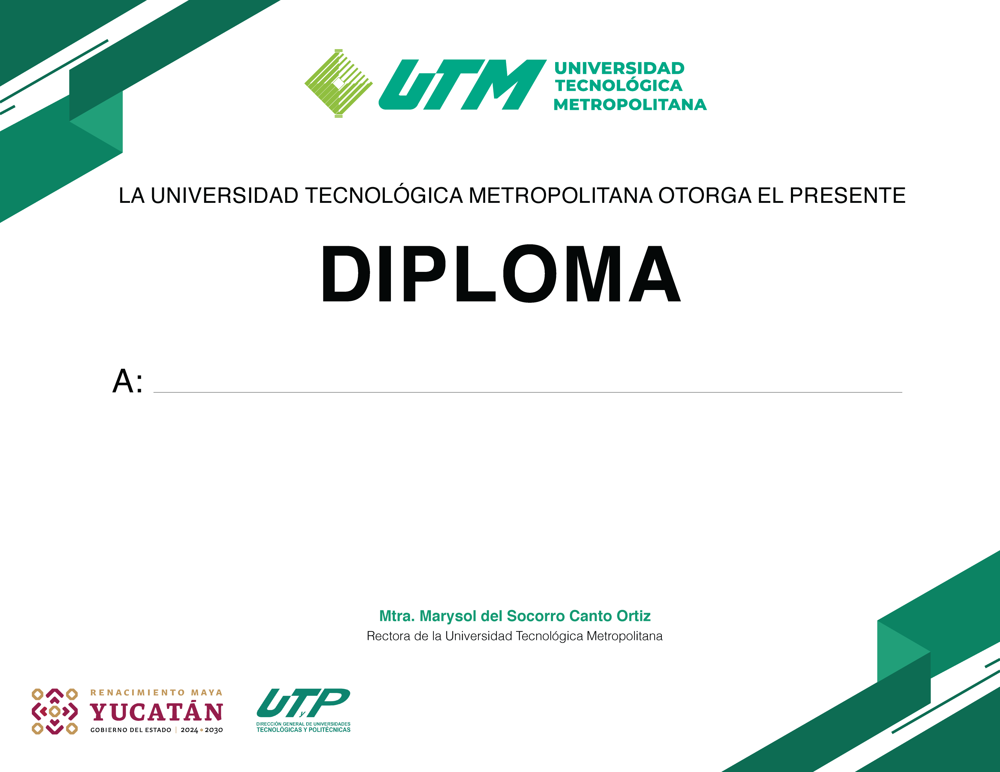 UTM
UNIVERSIDAD
TECNOLÓGICA
METROPOLITANA
LA UNIVERSIDAD TECNOLÓGICA METROPOLITANA OTORGA EL PRESENTE
DIPLOMA
A:
Mtra. Marysol del Socorro Canto Ortiz
Rectora de la Universidad Tecnológica Metropolitana
RENACIMIENTO MAYA
YUCATÁN
GOBIERNO DEL ESTADO | 2024 ⋄ 2030
UTyP
DIRECCIÓN GENERAL DE UNIVERSIDADES
TECNOLÓGICAS Y POLITÉCNICAS